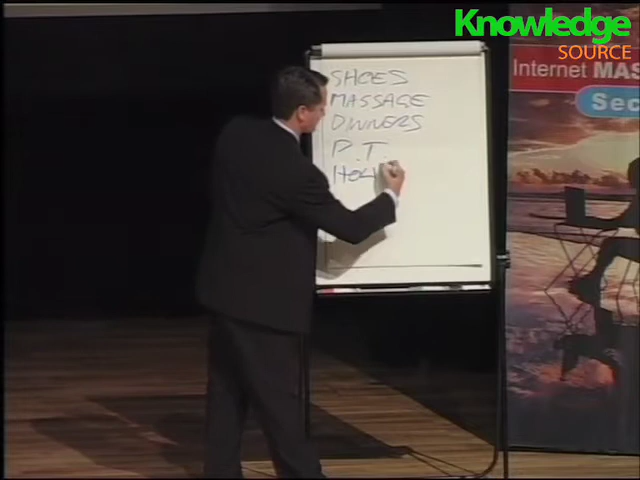 Knowledge
SOURCE
Internet MAS
Sec
SHOES
MASSAGE
DINNERS
P.T.